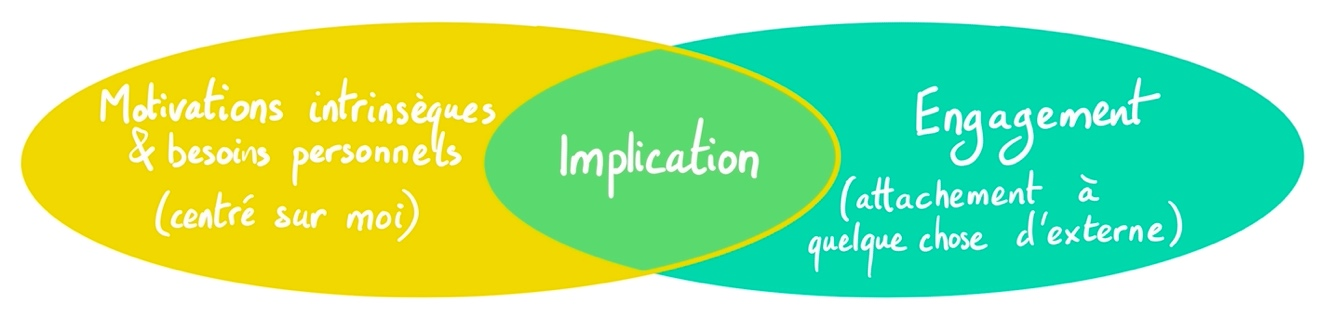 Motivations intrinsèques
& besoins personnels
(centré sur moi)
Implication
Engagement
(attachement à
quelque chose d'externe)